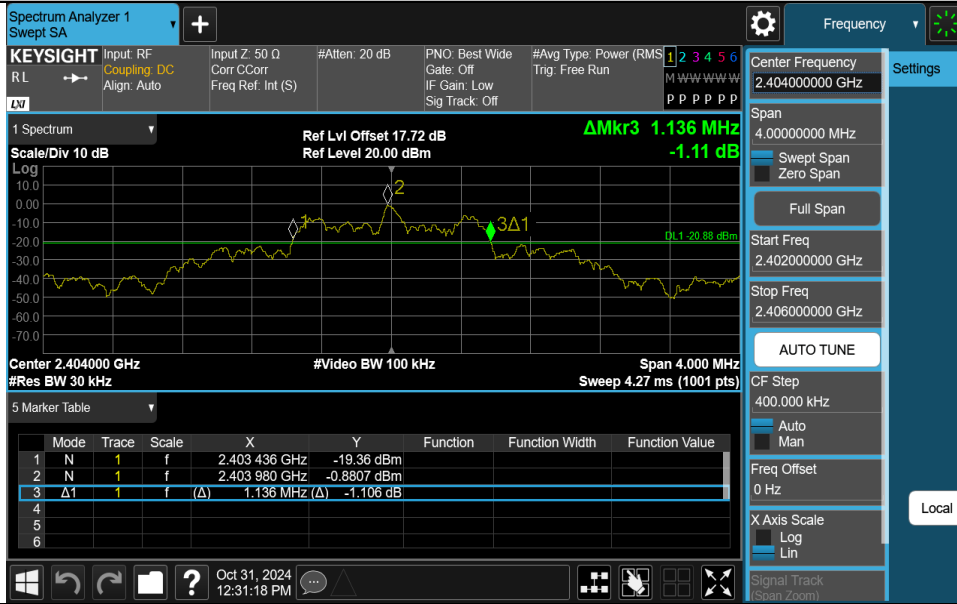 Spectrum Analyzer 1
Swept SA
+
Frequency
KEYSIGHT
RL
LXI
Input: RF
Coupling: DC
Align: Auto
Input Z: 50 Ω
Corr CCorr
Freq Ref: Int (S)
#Atten: 20 dB
PNO: Best Wide
Gate: Off
IF Gain: Low
Sig Track: Off
#Avg Type: Power (RMS
Trig: Free Run
1 2 3 4 5 6
M W W W W W
P P P P P P
1 Spectrum
Scale/Div 10 dB
Ref Lvl Offset 17.72 dB
Ref Level 20.00 dBm
ΔMkr3 1.136 MHz
-1.11 dB
Log
10.0
0.00
-10.0
-20.0
-30.0
-40.0
-50.0
-60.0
-70.0
1
2
3Δ1
DL1 -20.88 dBm
Center 2.404000 GHz
#Video BW 100 kHz
Span 4.000 MHz
#Res BW 30 kHz
Sweep 4.27 ms (1001 pts)
5 Marker Table
Mode Trace Scale X Y Function Function Width Function Value
1 N 1 f 2.403 436 GHz -19.36 dBm
2 N 1 f 2.403 980 GHz -0.8807 dBm
3 Δ1 1 f (Δ) 1.136 MHz (Δ) -1.106 dB
4
5
6
Center Frequency
2.404000000 GHz
Span
4.00000000 MHz
Swept Span
Zero Span
Full Span
Start Freq
2.402000000 GHz
Stop Freq
2.406000000 GHz
AUTO TUNE
CF Step
400.000 kHz
Auto
Man
Freq Offset
0 Hz
X Axis Scale
Log
Lin
Signal Track
(Span Zoom)
Settings
Local
?
Oct 31, 2024
12:31:18 PM